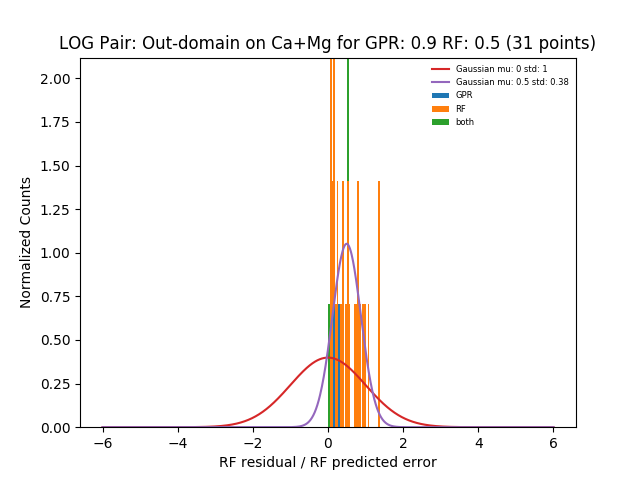 LOG Pair: Out-domain on Ca+Mg for GPR: 0.9 RF: 0.5 (31 points)
Gaussian mu: 0 std: 1
Gaussian mu: 0.5 std: 0.38
GPR
RF
both
Normalized Counts
2.00
1.75
1.50
1.25
1.00
0.75
0.50
0.25
0.00
−6 −4 −2 0 2 4 6
RF residual / RF predicted error